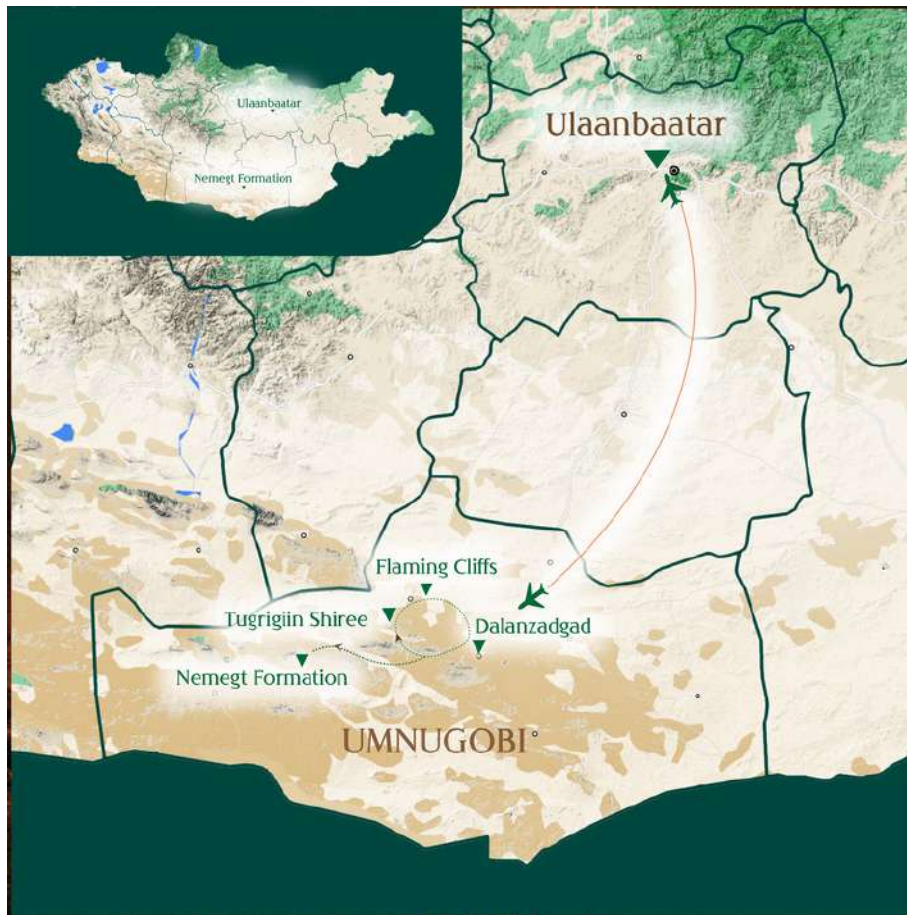 Ulaanbaatar
Nemegt Formation
Ulaanbaatar
Flaming Cliffs
Tugrigiin Shiree
Dalanzadgad
Nemegt Formation
UMNUGOBI